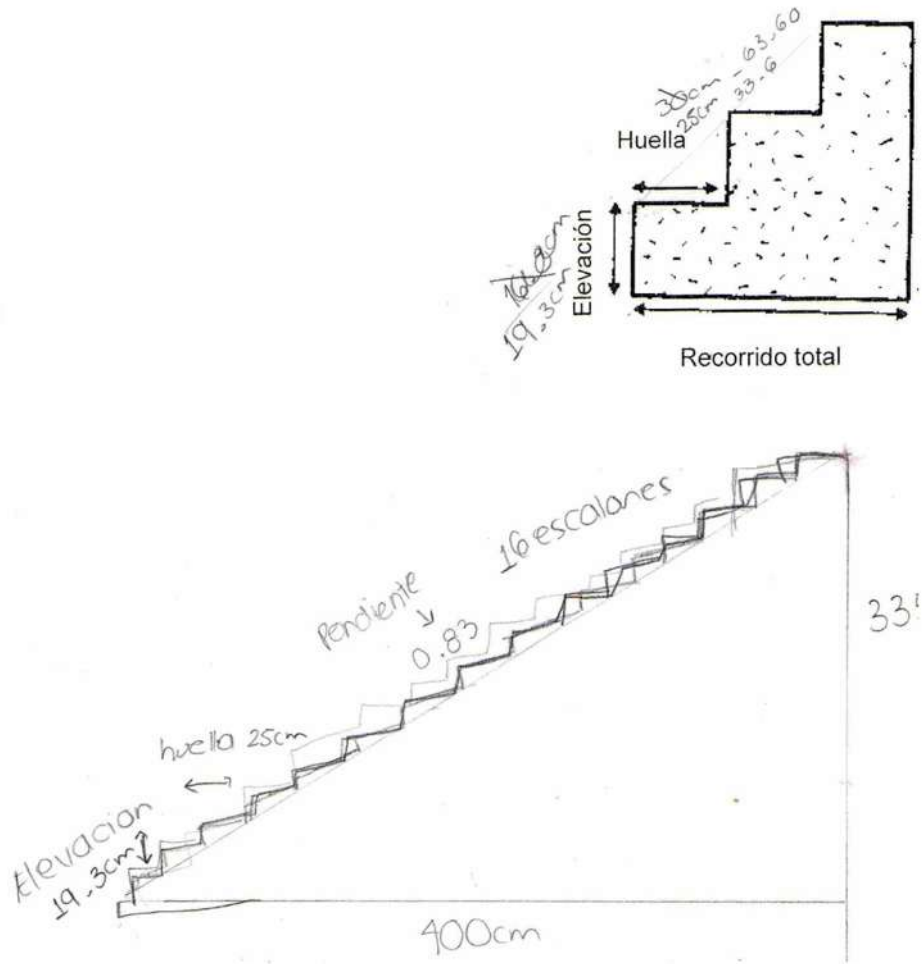 30cm - 63.60
25cm 33.6
Huella
Elevación
19.3cm
Recorrido total
16 escalones
Pendiente
0.83
33
huella 25cm
Elevacion
19.3cm
400cm